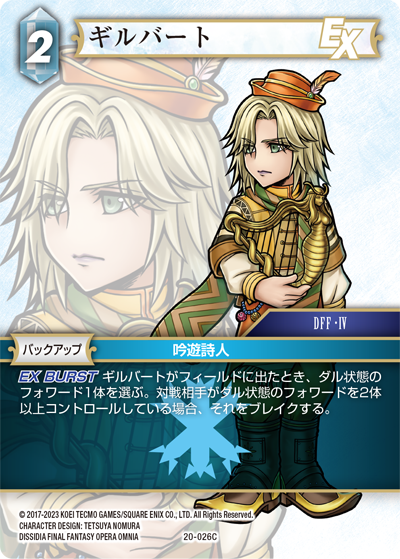 2
ギルバート
EX
DFF・IV
バックアップ
吟遊詩人
EX BURST ギルバートがフィールドに出たとき、ダル状態の
フォワード1体を選ぶ。対戦相手がダル状態のフォワードを2体
以上コントロールしている場合、それをブレイクする。
© 2017-2023 KOEI TECMO GAMES/SQUARE ENIX CO., LTD. All Rights Reserved.
CHARACTER DESIGN: TETSUYA NOMURA
DISSIDIA FINAL FANTASY OPERA OMNIA
20-026C